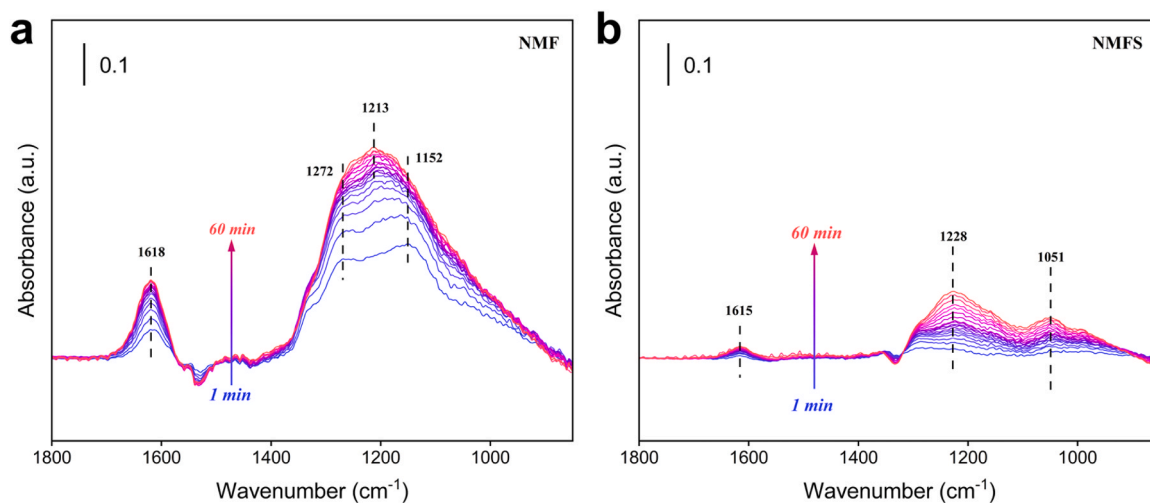 a
NMF
0.1
1213
1272
1152
60 min
1618
1 min
Absorbance (a.u.)
1800
1600
1400
1200
1000
Wavenumber (cm⁻¹)
b
NMFS
0.1
60 min
1228
1051
1615
1 min
Absorbance (a.u.)
1800
1600
1400
1200
1000
Wavenumber (cm⁻¹)